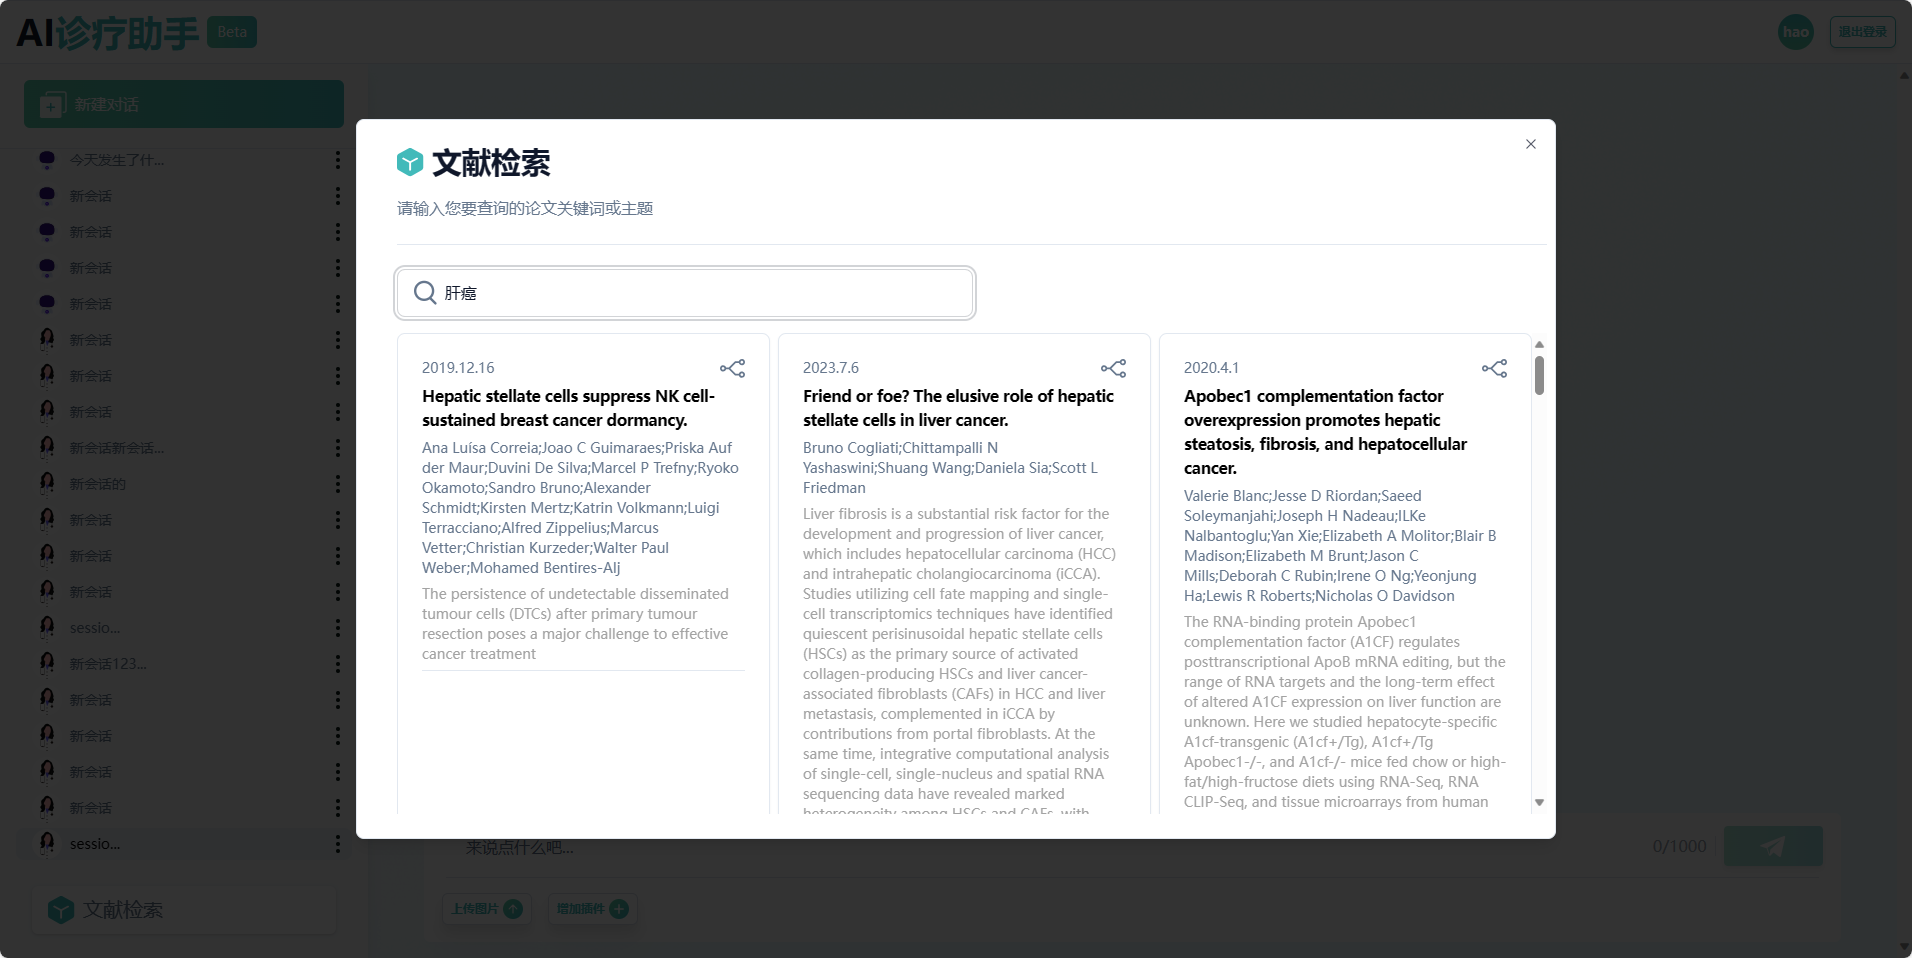 AI诊疗助手 Beta
hao
退出登录
新建对话
今天发生了什...
新会话
新会话
新会话
新会话
新会话
新会话
新会话
新会话新会话...
新会话的
新会话
新会话
新会话
sessio...
新会话123...
新会话
新会话
新会话
新会话
sessio...
文献检索
文献检索
请输入您要查询的论文关键词或主题
肝癌
2019.12.16
Hepatic stellate cells suppress NK cell-
sustained breast cancer dormancy.
Ana Luísa Correia;Joao C Guimaraes;Priska Auf
der Maur;Duvini De Silva;Marcel P Trefny;Ryoko
Okamoto;Sandro Bruno;Alexander
Schmidt;Kirsten Mertz;Katrin Volkmann;Luigi
Terracciano;Alfred Zippelius;Marcus
Vetter;Christian Kurzeder;Walter Paul
Weber;Mohamed Bentires-Alj
The persistence of undetectable disseminated
tumour cells (DTCs) after primary tumour
resection poses a major challenge to effective
cancer treatment
2023.7.6
Friend or foe? The elusive role of hepatic
stellate cells in liver cancer.
Bruno Cogliati;Chittampalli N
Yashaswini;Shuang Wang;Daniela Sia;Scott L
Friedman
Liver fibrosis is a substantial risk factor for the
development and progression of liver cancer,
which includes hepatocellular carcinoma (HCC)
and intrahepatic cholangiocarcinoma (iCCA).
Studies utilizing cell fate mapping and single-
cell transcriptomics techniques have identified
quiescent perisinusoidal hepatic stellate cells
(HSCs) as the primary source of activated
collagen-producing HSCs and liver cancer-
associated fibroblasts (CAFs) in HCC and liver
metastasis, complemented in iCCA by
contributions from portal fibroblasts. At the
same time, integrative computational analysis
of single-cell, single-nucleus and spatial RNA
sequencing data have revealed marked
heterogeneity among HSCs and CAFs, with
2020.4.1
Apobec1 complementation factor
overexpression promotes hepatic
steatosis, fibrosis, and hepatocellular
cancer.
Valerie Blanc;Jesse D Riordan;Saeed
Soleymanjahi;Joseph H Nadeau;ILKe
Nalbantoglu;Yan Xie;Elizabeth A Molitor;Blair B
Madison;Elizabeth M Brunt;Jason C
Mills;Deborah C Rubin;Irene O Ng;Yeonjung
Ha;Lewis R Roberts;Nicholas O Davidson
The RNA-binding protein Apobec1
complementation factor (A1CF) regulates
posttranscriptional ApoB mRNA editing, but the
range of RNA targets and the long-term effect
of altered A1CF expression on liver function are
unknown. Here we studied hepatocyte-specific
A1cf-transgenic (A1cf+/Tg), A1cf+/Tg
Apobec1-/-, and A1cf-/- mice fed chow or high-
fat/high-fructose diets using RNA-Seq, RNA
CLIP-Seq, and tissue microarrays from human
来说点什么吧...
0/1000
上传图片
增加插件